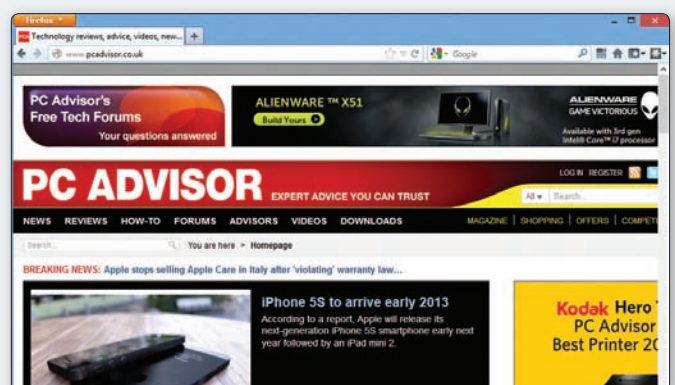 Firefox
Technology reviews, advice, videos, new...
www.pcadvisor.co.uk
Google
PC Advisor's
Free Tech Forums
Your questions answered
ALIENWARE ™ X51
Build Yours
ALIENWARE
GAME VICTORIOUS
Available with 3rd gen
Intel® Core™ i7 processor
PC ADVISOR EXPERT ADVICE YOU CAN TRUST
LOG IN REGISTER
All Search...
NEWS REVIEWS HOW-TO FORUMS ADVISORS VIDEOS DOWNLOADS MAGAZINE | SHOPPING | OFFERS | COMPETI
Search... You are here > Homepage
BREAKING NEWS: Apple stops selling Apple Care in Italy after 'violating' warranty law...
iPhone 5S to arrive early 2013
According to a report, Apple will release its
next-generation iPhone 5S smartphone early next
year followed by an iPad mini 2.
Kodak Hero
PC Advisor
Best Printer 20